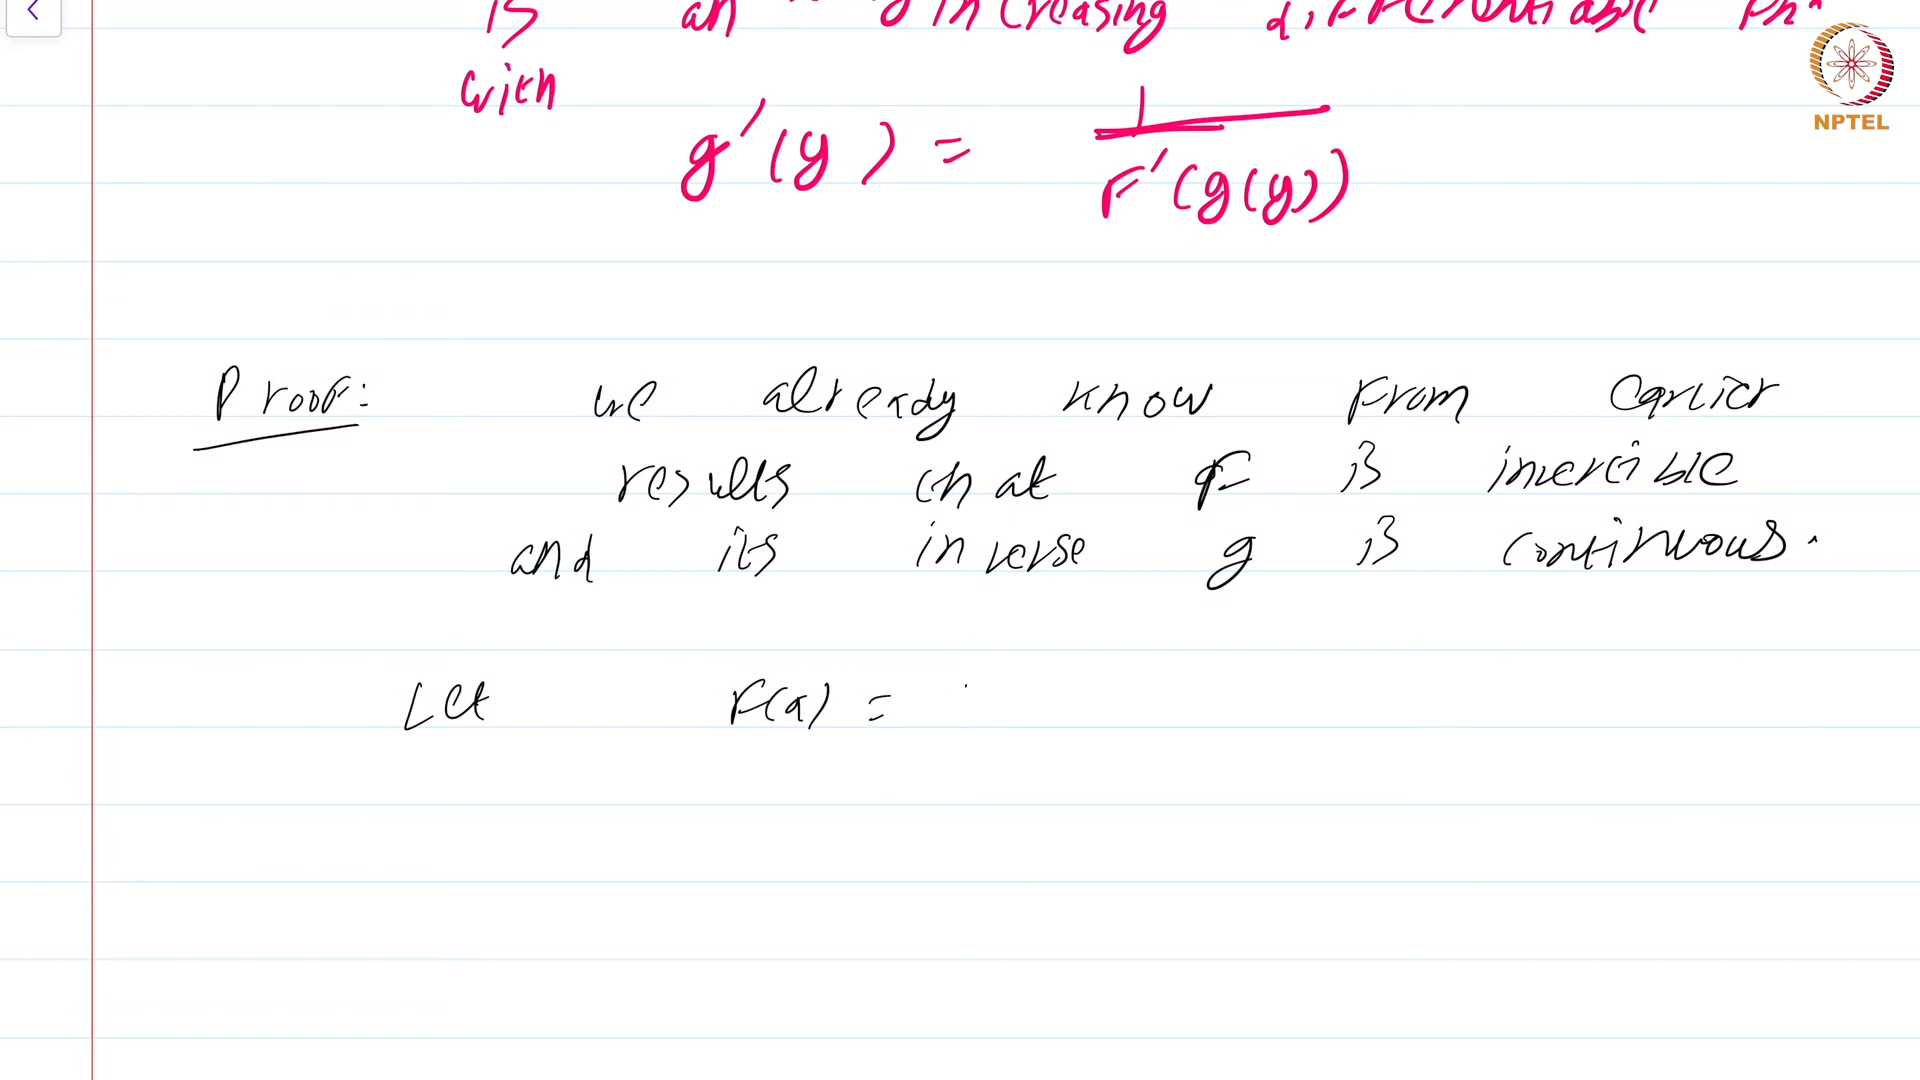 is an increasing differentiable fn
with
g'(y) = 1 / F'(g(y))
NPTEL
Proof: we already know from earlier
results that F is invertible
and its inverse g is continuous.
Let F(x) =